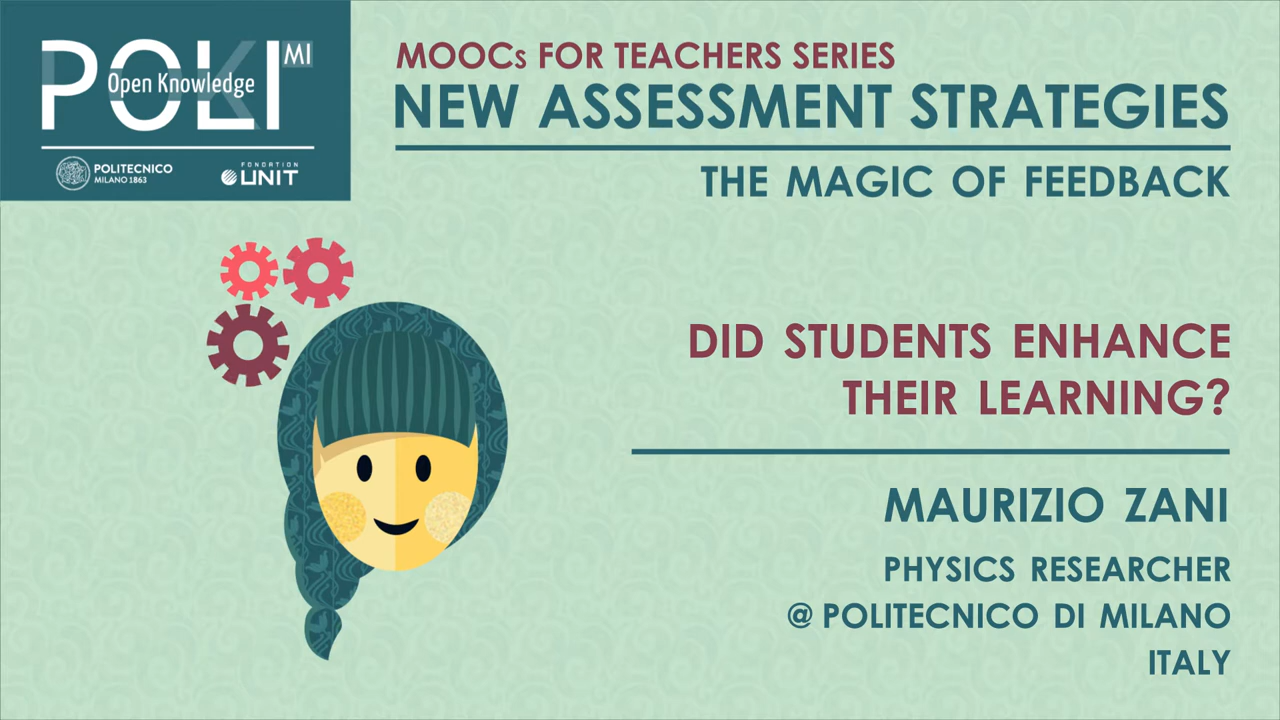 POLKI MI
Open Knowledge
POLITECNICO
MILANO 1863
FONDATION
UNIT
MOOCs FOR TEACHERS SERIES
NEW ASSESSMENT STRATEGIES
THE MAGIC OF FEEDBACK
DID STUDENTS ENHANCE
THEIR LEARNING?
MAURIZIO ZANI
PHYSICS RESEARCHER
@ POLITECNICO DI MILANO
ITALY